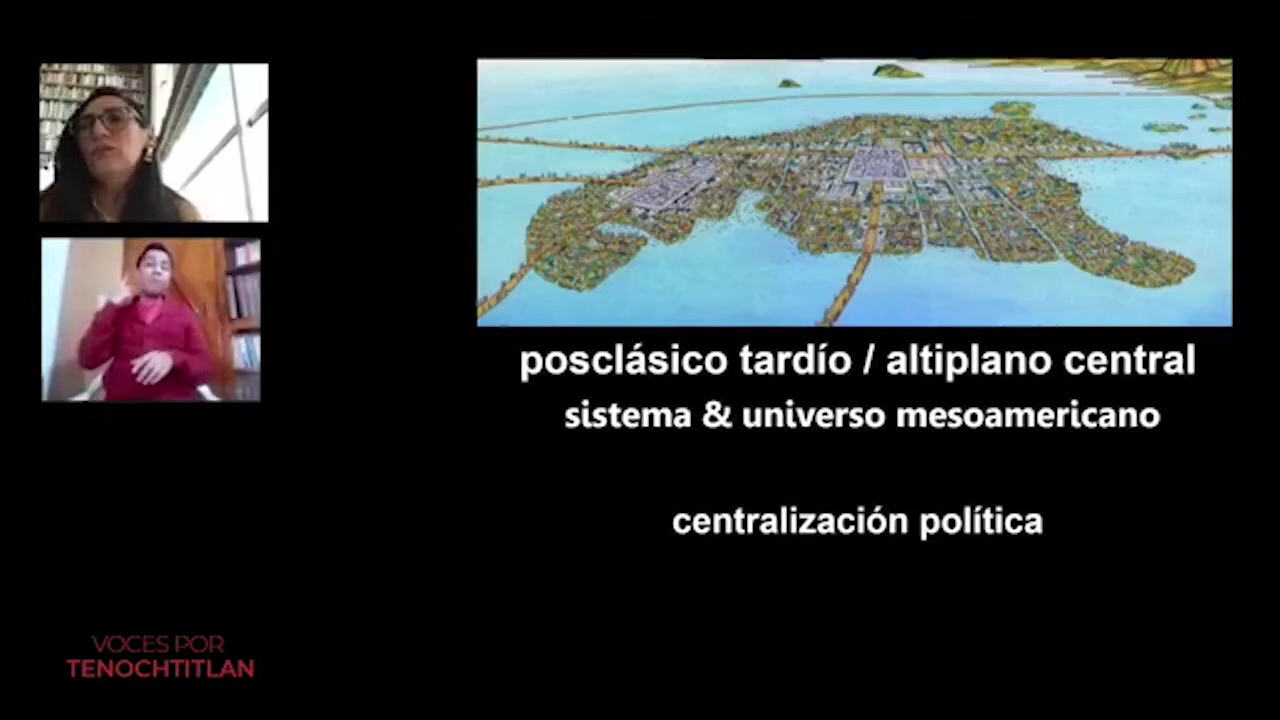 posclásico tardío / altiplano central
sistema & universo mesoamericano
centralización política
VOCES POR
TENOCHTITLAN